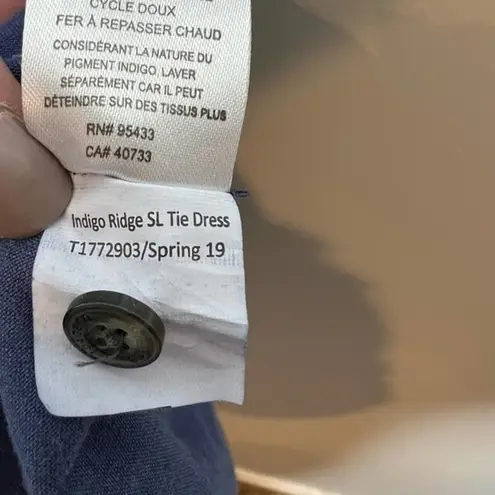 CYCLE DOUX
FER À REPASSER CHAUD
CONSIDÉRANT LA NATURE DU
PIGMENT INDIGO, LAVER
SÉPARÉMENT CAR IL PEUT
DÉTEINDRE SUR DES TISSUS PLUS
RN# 95433
CA# 40733
Indigo Ridge SL Tie Dress
T1772903/Spring 19